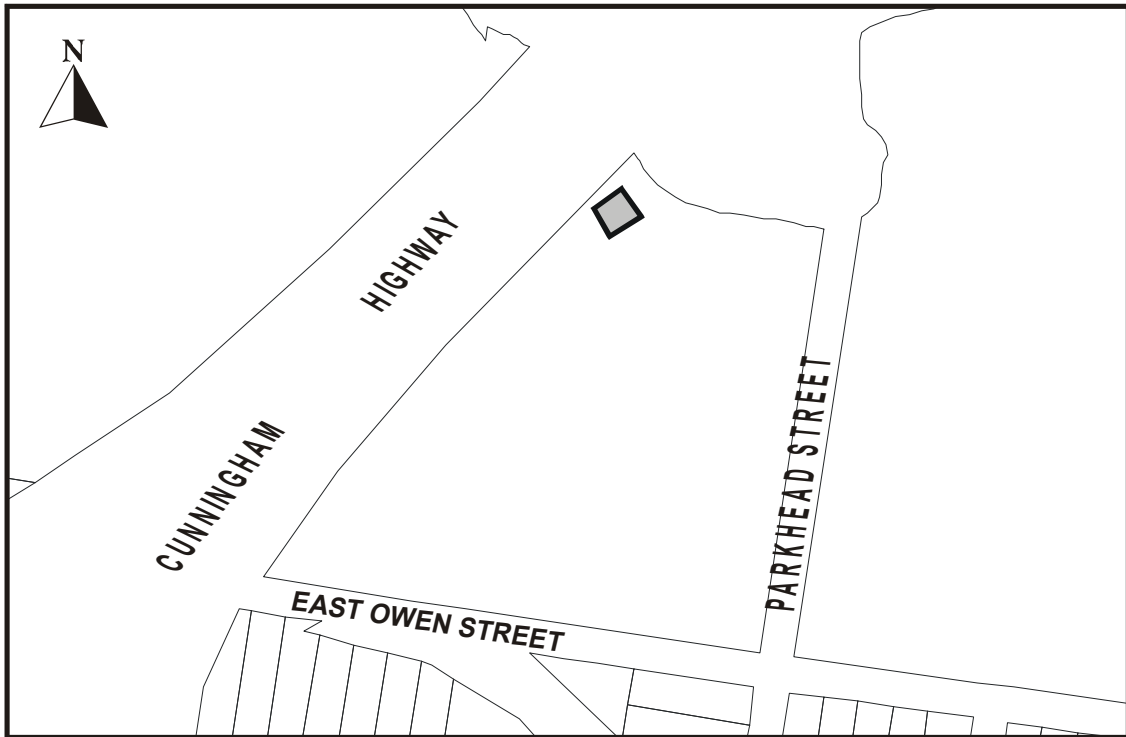 N
HIGHWAY
CUNNINGHAM
PARKHEAD STREET
EAST OWEN STREET